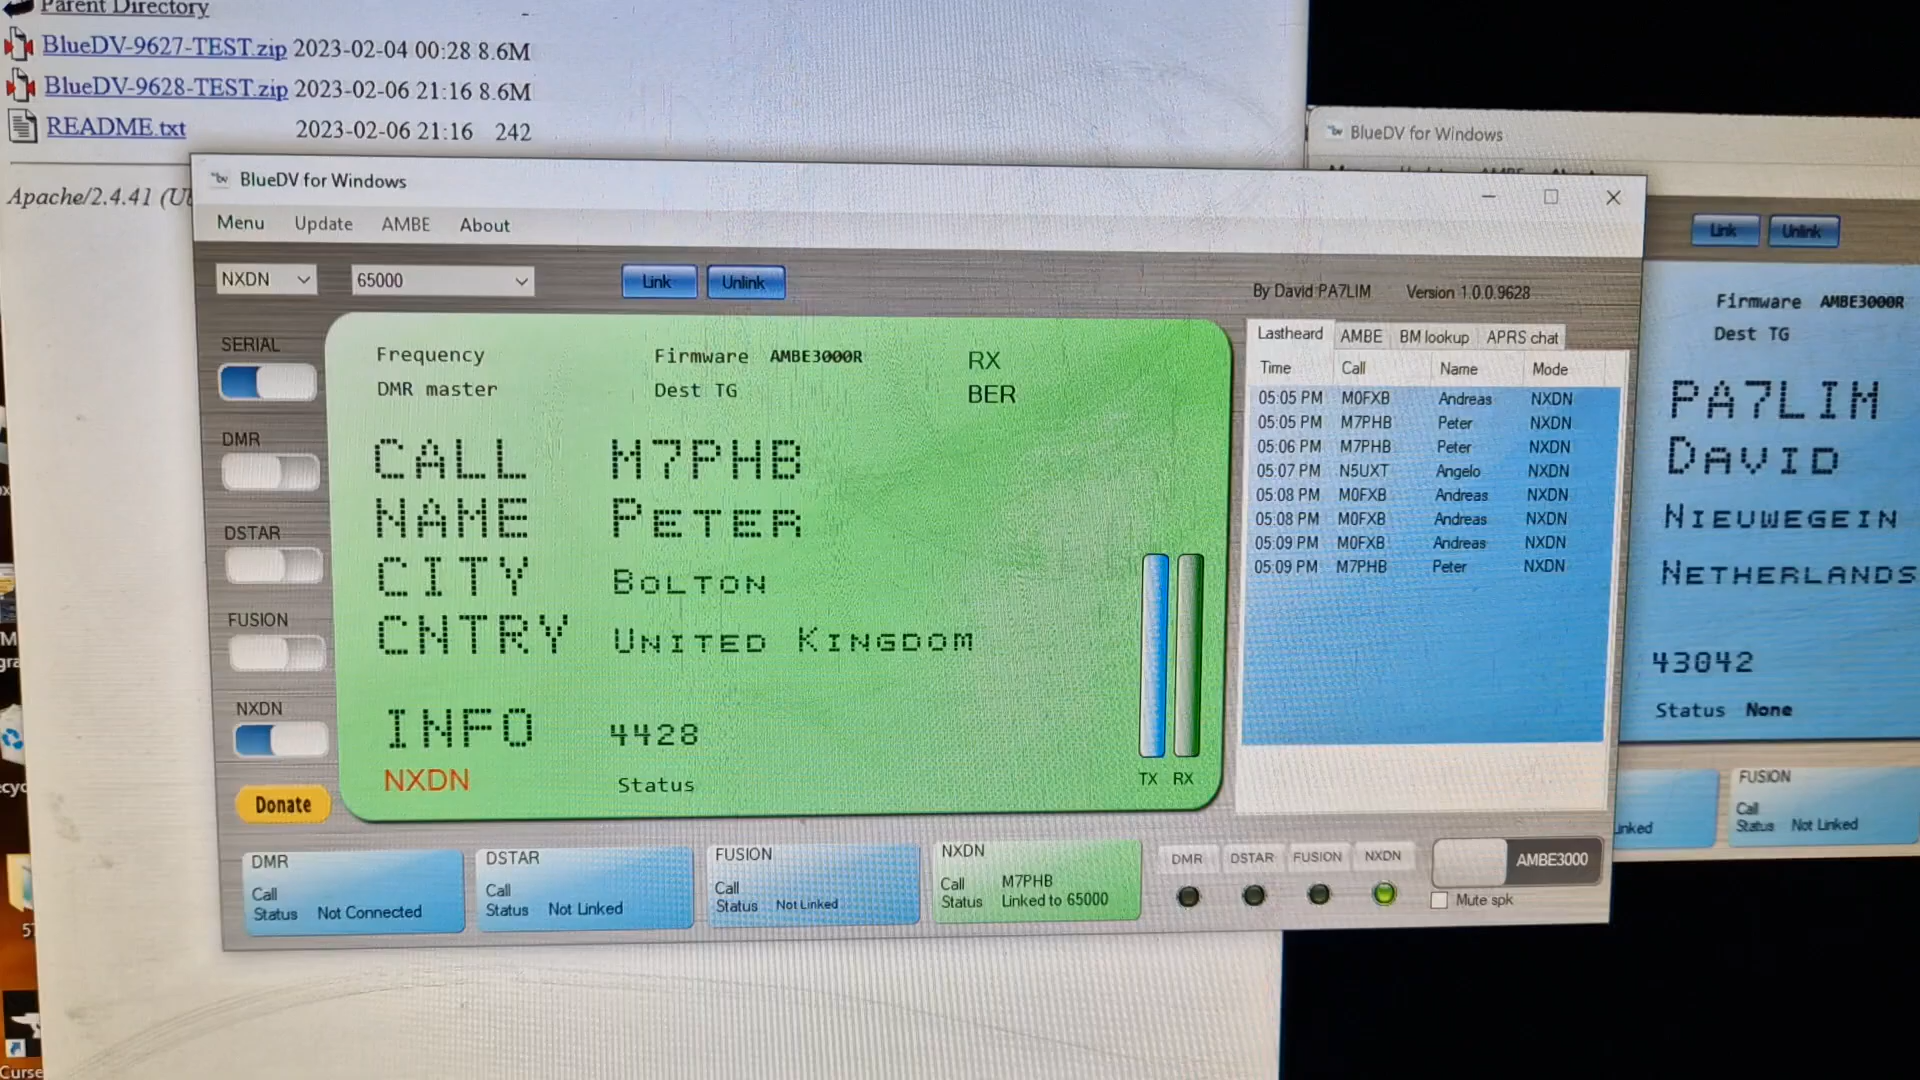 Parent Directory
BlueDV-9627-TEST.zip 2023-02-04 00:28 8.6M
BlueDV-9628-TEST.zip 2023-02-06 21:16 8.6M
README.txt 2023-02-06 21:16 242
Apache/2.4.41
BlueDV for Windows
Menu Update AMBE About
NXDN 65000 Link Unlink
By David PA7LIM Version 1.0.0.9628
SERIAL
DMR
DSTAR
FUSION
NXDN
Donate
Frequency Firmware AMBE3000R RX
DMR master Dest TG BER
CALL M7PHB
NAME Peter
CITY Bolton
CNTRY United Kingdom
INFO 4428
NXDN Status
TX RX
Lastheard AMBE BM lookup APRS chat
Time Call Name Mode
05:05 PM M0FXB Andreas NXDN
05:05 PM M7PHB Peter NXDN
05:06 PM M7PHB Peter NXDN
05:07 PM N5UXT Angelo NXDN
05:08 PM M0FXB Andreas NXDN
05:08 PM M0FXB Andreas NXDN
05:09 PM M0FXB Andreas NXDN
05:09 PM M7PHB Peter NXDN
DMR
Call
Status Not Connected
DSTAR
Call
Status Not Linked
FUSION
Call
Status Not Linked
NXDN
Call M7PHB
Status Linked to 65000
DMR DSTAR FUSION NXDN
AMBE3000
Mute spk
BlueDV for Windows
Link Unlink
Firmware AMBE3000R
Dest TG
PA7LIM
David
Nieuwegein
Netherlands
43042
Status None
FUSION
Call
Status Not Linked
Curse